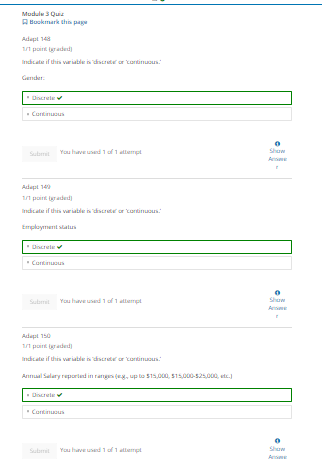 Module 3 Quiz
Bookmark this page
Adapt 148
1/1 point (graded)
Indicate if this variable is 'discrete' or 'continuous.'
Gender.
Discrete ✔
Continuous
Submit
You have used 1 of 1 attempt
Show
Answe
r
Adapt 149
1/1 point (graded)
Indicate if this variable is 'discrete' or 'continuous.'
Employment status
Discrete ✔
Continuous
Submit
You have used 1 of 1 attempt
Show
Answe
r
Adapt 150
1/1 point (graded)
Indicate if this variable is 'discrete' or 'continuous.'
Annual Salary reported in ranges (e.g., up to $15,000, $15,000-$25,000, etc.)
Discrete ✔
Continuous
Submit
You have used 1 of 1 attempt
Show
Answe